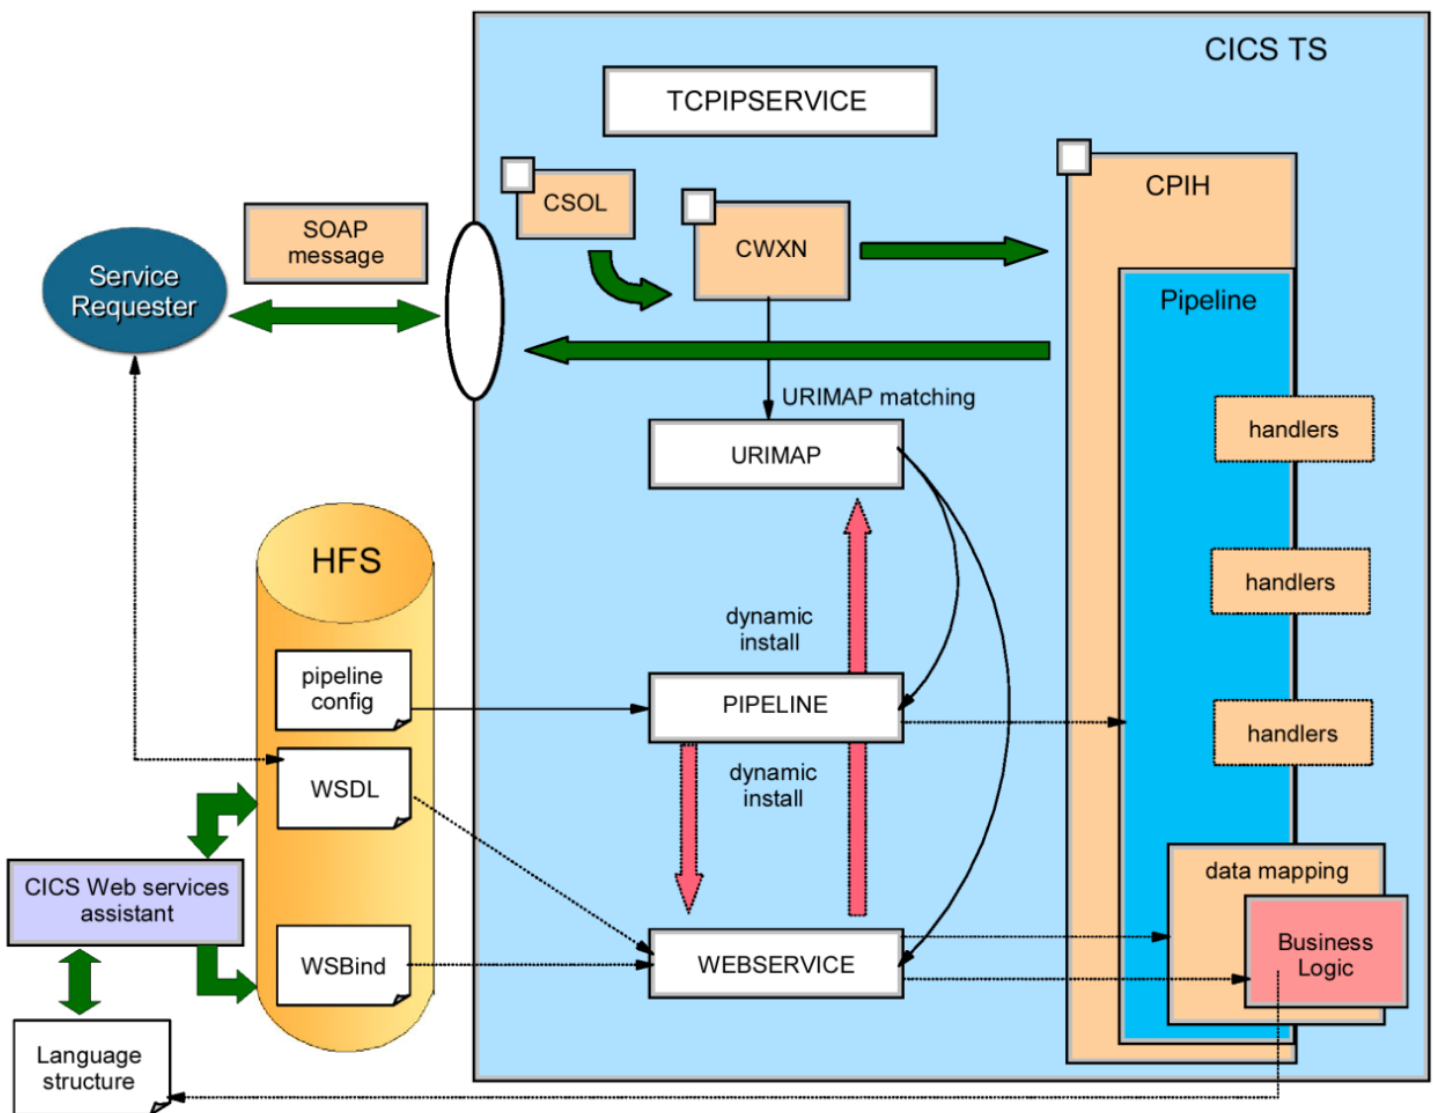 CICS TS
TCPIPSERVICE
CSOL
CWXN
CPIH
SOAP
message
Service
Requester
Pipeline
URIMAP matching
URIMAP
handlers
HFS
handlers
dynamic
install
pipeline
config
PIPELINE
handlers
WSDL
dynamic
install
CICS Web services
assistant
data mapping
WSBind
WEBSERVICE
Business
Logic
Language
structure